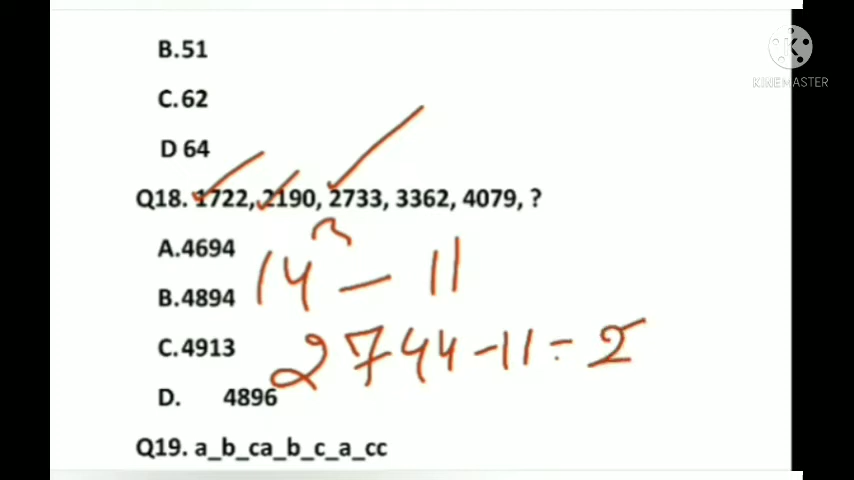 B.51
KINEMASTER
C.62
D 64
Q18. 1722, 2190, 2733, 3362, 4079, ?
A.4694
14³ - 11
B.4894
C.4913
2744-11= 2
D. 4896
Q19. a_b_ca_b_c_a_cc